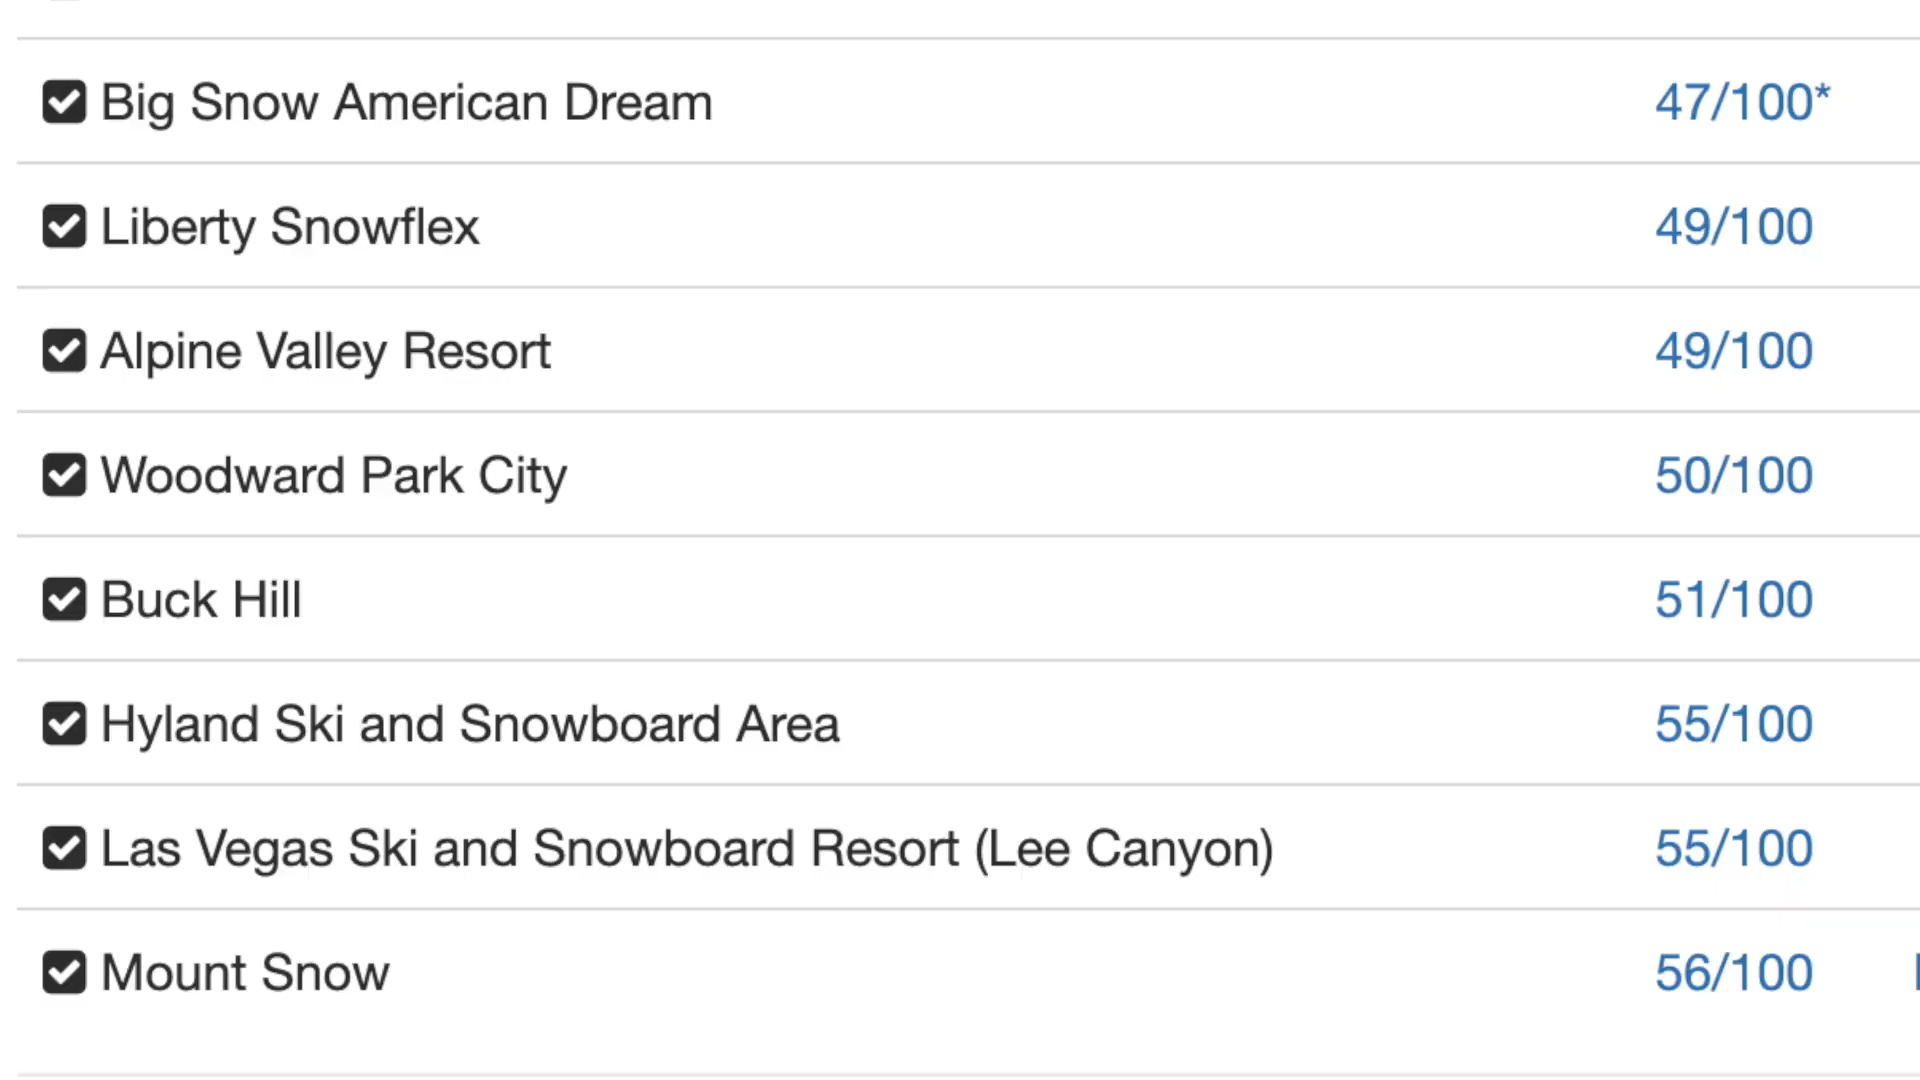 Big Snow American Dream 47/100*
Liberty Snowflex 49/100
Alpine Valley Resort 49/100
Woodward Park City 50/100
Buck Hill 51/100
Hyland Ski and Snowboard Area 55/100
Las Vegas Ski and Snowboard Resort (Lee Canyon) 55/100
Mount Snow 56/100